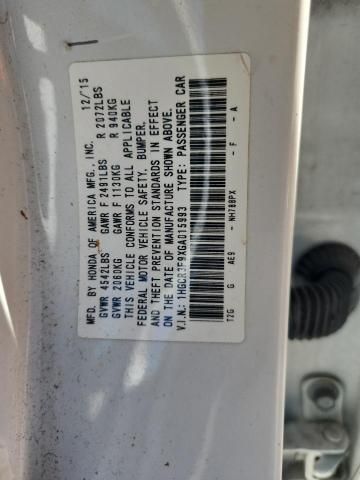 MFD. BY HONDA OF AMERICA MFG., INC. 12/15
GVWR 4542LBS GAWR F 2491LBS R 2072LBS
GVWR 2060KG GAWR F 1130KG R 940KG
THIS VEHICLE CONFORMS TO ALL APPLICABLE
FEDERAL MOTOR VEHICLE SAFETY, BUMPER,
AND THEFT PREVENTION STANDARDS IN EFFECT
ON THE DATE OF MANUFACTURE SHOWN ABOVE.
V.I.N.: 1HGCR3F9XGA015993 TYPE: PASSENGER CAR
T2G G AE9 - NH788PX - F - A